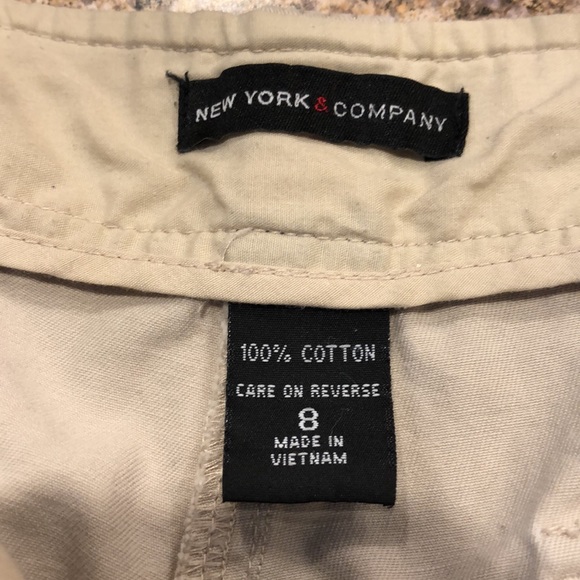 NEW YORK & COMPANY
100% COTTON
CARE ON REVERSE
8
MADE IN
VIETNAM